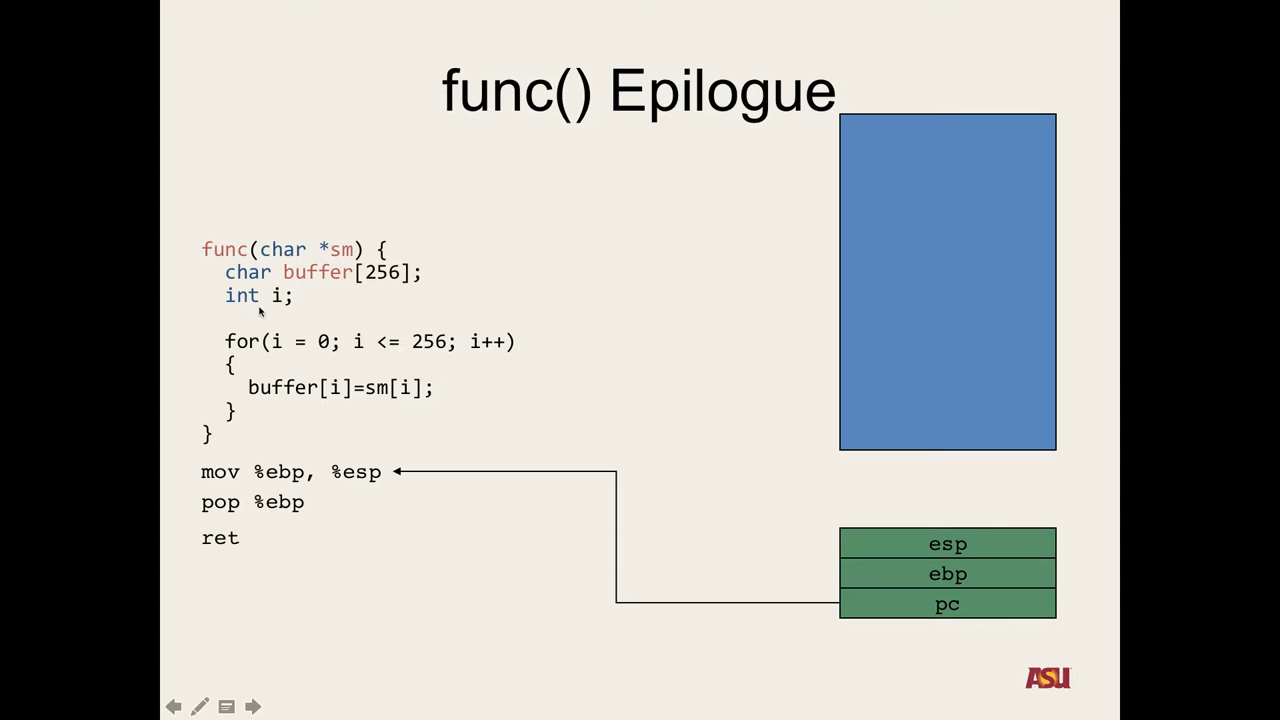 func() Epilogue
func(char *sm) {
  char buffer[256];
  int i;
  for(i = 0; i <= 256; i++)
  {
    buffer[i]=sm[i];
  }
}
mov %ebp, %esp
pop %ebp
ret
esp
ebp
pc
ASU